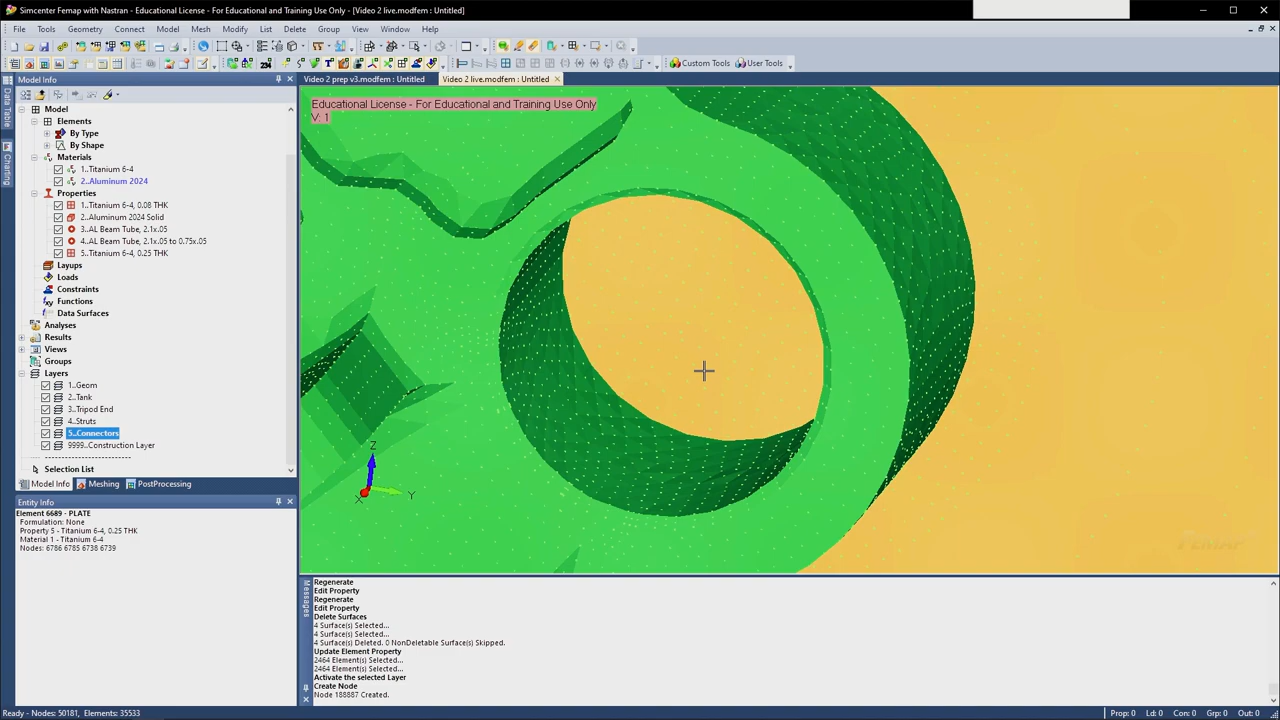 Simcenter Femap with Nastran - Educational License - For Educational and Training Use Only - [Video 2 live.modfem : Untitled]
File Tools Geometry Connect Model Mesh Modify List Delete Group View Window Help
Custom Tools User Tools
Model Info
Video 2 prep v3.modfem : Untitled Video 2 live.modfem : Untitled
Data Table
Charting
Educational License - For Educational and Training Use Only
V: 1
Model
Elements
By Type
By Shape
Materials
1..Titanium 6-4
2..Aluminum 2024
Properties
1..Titanium 6-4, 0.08 THK
2..Aluminum 2024 Solid
3..AL Beam Tube, 2.1x.05
4..AL Beam Tube, 2.1x.05 to 0.75x.05
5..Titanium 6-4, 0.25 THK
Layups
Loads
Constraints
Functions
Data Surfaces
Analyses
Results
Views
Groups
Layers
1..Geom
2..Tank
3..Tripod End
4..Struts
5..Connectors
9999..Construction Layer
Selection List
Model Info Meshing PostProcessing
Z
Y
X
FEMAP
Entity Info
Element 6689 - PLATE
Formulation: None
Property 5 - Titanium 6-4, 0.25 THK
Material 1 - Titanium 6-4
Nodes: 6786 6785 6738 6739
Messages
Regenerate
Edit Property
Regenerate
Edit Property
Delete Surfaces
4 Surface(s) Selected...
4 Surface(s) Selected...
4 Surface(s) Deleted. 0 NonDeletable Surface(s) Skipped.
Update Element Property
2464 Element(s) Selected...
2464 Element(s) Selected...
Activate the selected Layer
Create Node
Node 188887 Created.
Ready - Nodes: 50181, Elements: 35533
Prop: 0 Ld: 0 Con: 0 Grp: 0 Out: 0